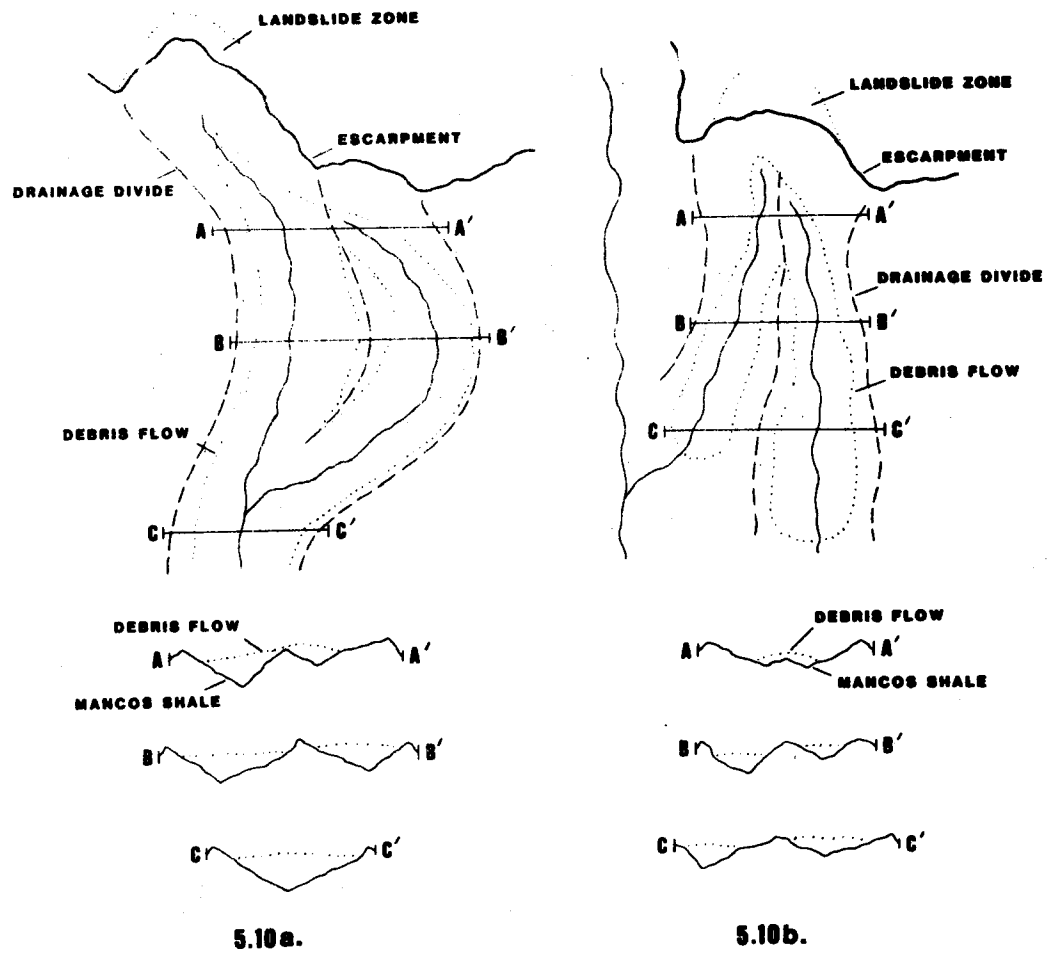 LANDSLIDE ZONE
ESCARPMENT
DRAINAGE DIVIDE
A A′
B B′
DEBRIS FLOW
C C′
DEBRIS FLOW
A A′
MANCOS SHALE
B B′
C C′
5.10a.
LANDSLIDE ZONE
ESCARPMENT
A A′
DRAINAGE DIVIDE
B B′
DEBRIS FLOW
C C′
DEBRIS FLOW
A A′
MANCOS SHALE
B B′
C C′
5.10b.